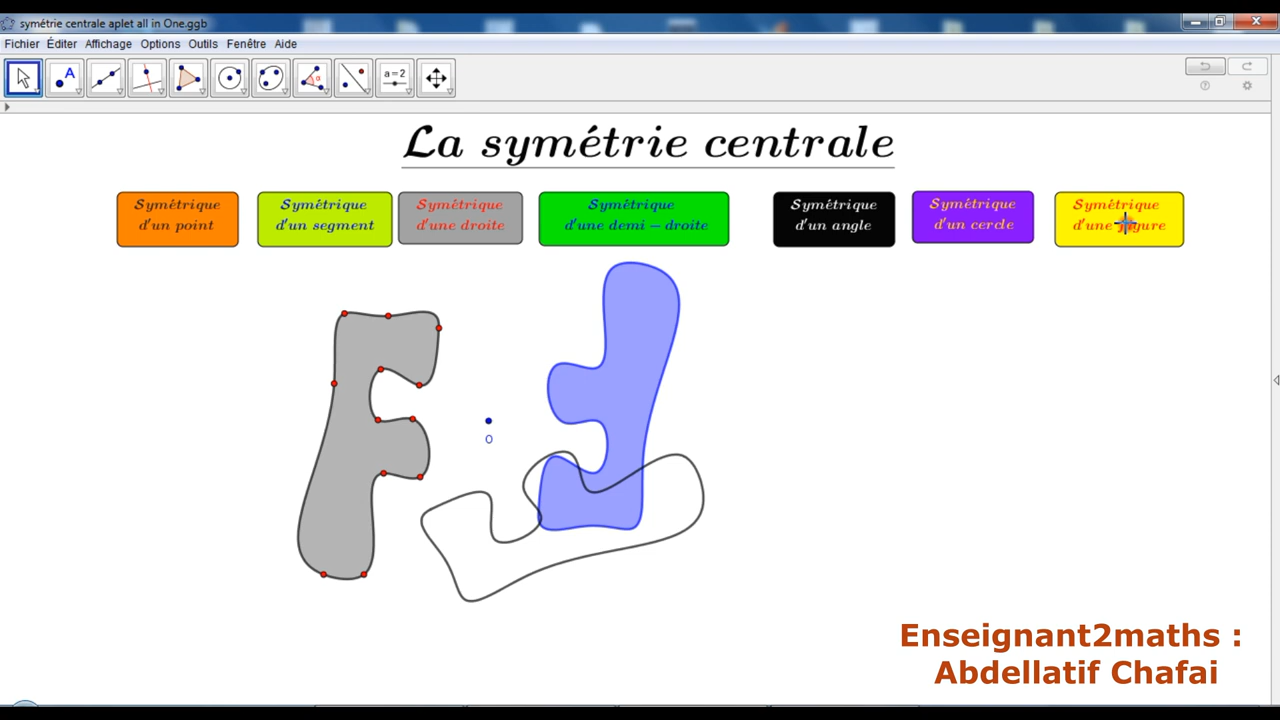 symétrie centrale aplet all in One.ggb
Fichier Éditer Affichage Options Outils Fenêtre Aide
A
α
a=2
La symétrie centrale
Symétrique
d'un point
Symétrique
d'un segment
Symétrique
d'une droite
Symétrique
d'une demi – droite
Symétrique
d'un angle
Symétrique
d'un cercle
Symétrique
d'une figure
O
Enseignant2maths :
Abdellatif Chafai